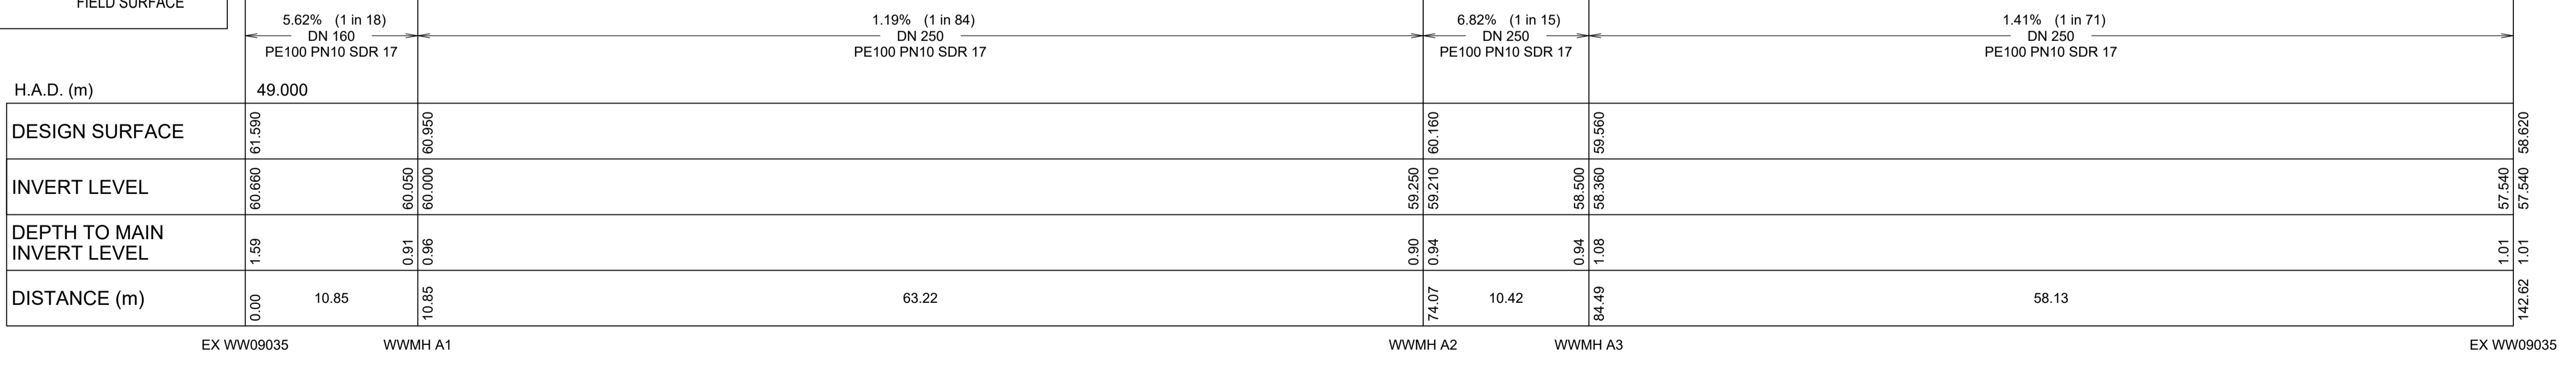 FIELD SURFACE
5.62% (1 in 18)
DN 160
PE100 PN10 SDR 17
1.19% (1 in 84)
DN 250
PE100 PN10 SDR 17
6.82% (1 in 15)
DN 250
PE100 PN10 SDR 17
1.41% (1 in 71)
DN 250
PE100 PN10 SDR 17
H.A.D. (m) 49.000
DESIGN SURFACE 61.590 60.950 60.160 59.560 58.620
INVERT LEVEL 60.660 60.050 60.000 59.250 59.210 58.500 58.360 57.540 57.540
DEPTH TO MAIN
INVERT LEVEL 1.59 0.91 0.96 0.90 0.94 0.94 1.08 1.01 1.01
DISTANCE (m) 0.00 10.85 10.85 63.22 74.07 10.42 84.49 58.13 142.62
EX WW09035 WWMH A1 WWMH A2 WWMH A3 EX WW09035